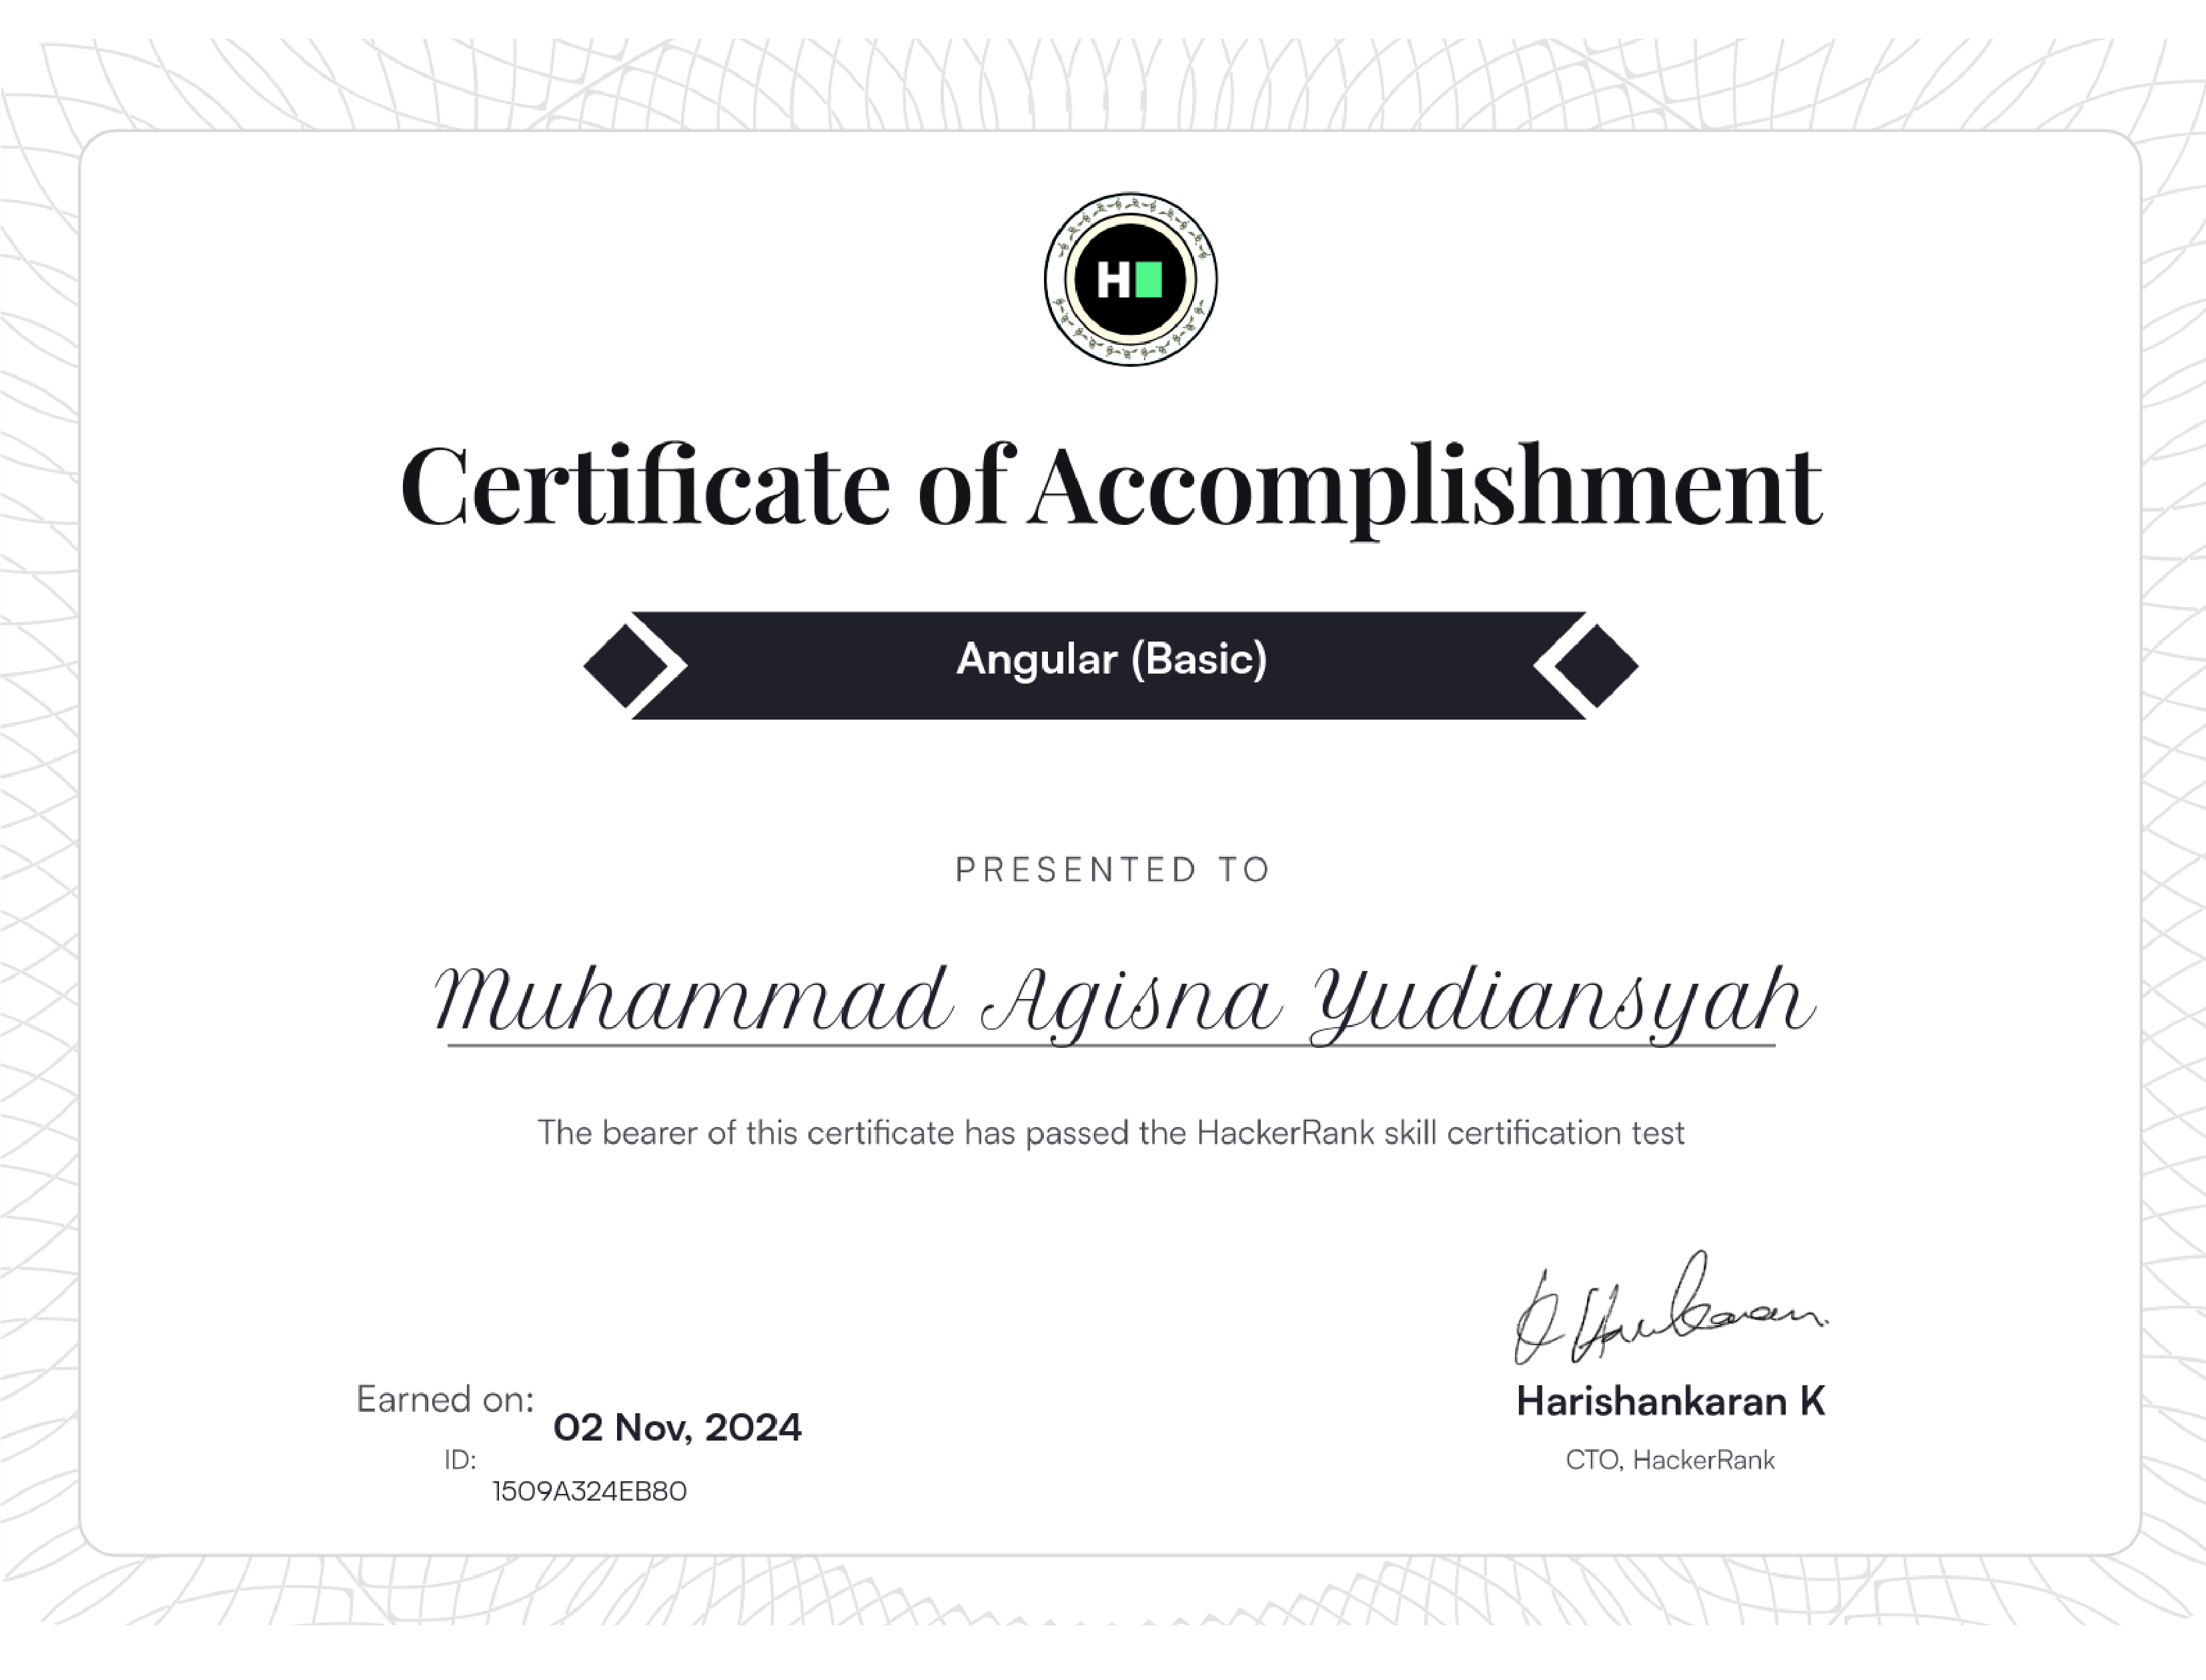 H
Certificate of Accomplishment
Angular (Basic)
PRESENTED TO
Muhammad Agisna Yudiansyah
The bearer of this certificate has passed the HackerRank skill certification test
Earned on:
02 Nov, 2024
ID:
1509A324EB80
Harishankaran K
CTO, HackerRank